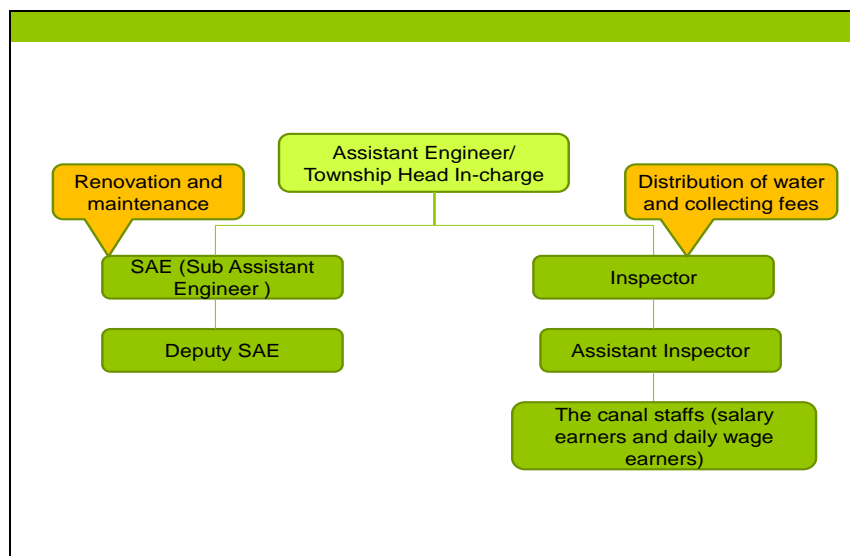 Assistant Engineer/
Township Head In-charge
Renovation and
maintenance
Distribution of water
and collecting fees
SAE (Sub Assistant
Engineer )
Inspector
Deputy SAE
Assistant Inspector
The canal staffs (salary
earners and daily wage
earners)